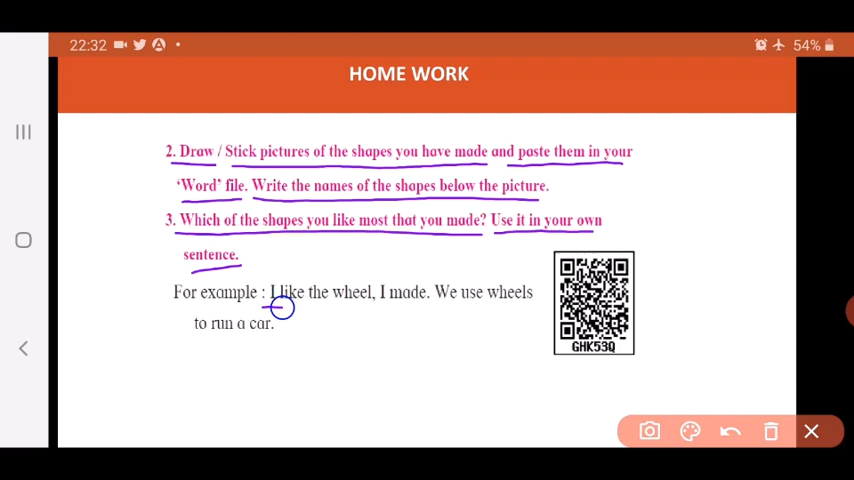 22:32
54%
HOME WORK
2. Draw / Stick pictures of the shapes you have made and paste them in your
‘Word’ file. Write the names of the shapes below the picture.
3. Which of the shapes you like most that you made? Use it in your own
sentence.
For example : I like the wheel, I made. We use wheels
to run a car.
GHK53Q